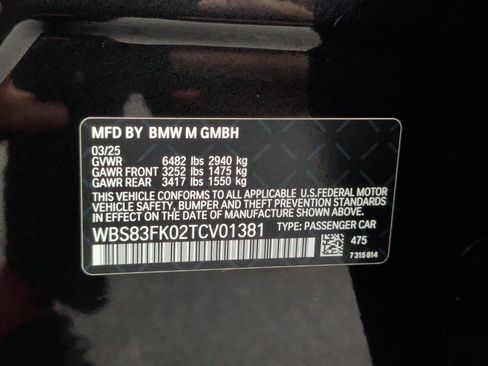 MFD BY BMW M GMBH
03/25
GVWR 6482 lbs 2940 kg
GAWR FRONT 3252 lbs 1475 kg
GAWR REAR 3417 lbs 1550 kg
THIS VEHICLE CONFORMS TO ALL APPLICABLE U.S.FEDERAL MOTOR
VEHICLE SAFETY, BUMPER AND THEFT PREVENTION STANDARDS IN
EFFECT ON THE DATE OF MANUFACTURE SHOWN ABOVE.
WBS83FK02TCV01381 TYPE: PASSENGER CAR
475
7 315 814